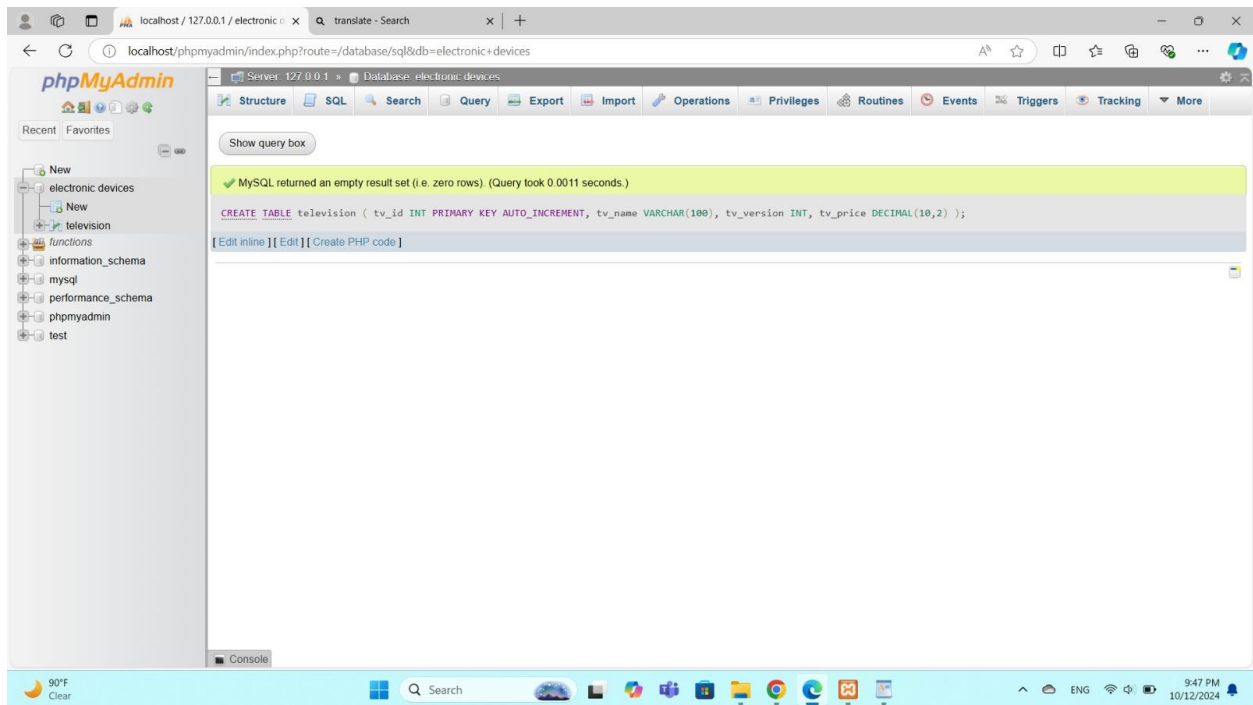 localhost / 127.0.0.1 / electronic d
translate - Search
localhost/phpmyadmin/index.php?route=/database/sql&db=electronic+devices
phpMyAdmin
Server: 127.0.0.1 » Database: electronic devices
Structure SQL Search Query Export Import Operations Privileges Routines Events Triggers Tracking More
Recent Favorites
Show query box
New
electronic devices
New
television
functions
information_schema
mysql
performance_schema
phpmyadmin
test
MySQL returned an empty result set (i.e. zero rows). (Query took 0.0011 seconds.)
CREATE TABLE television ( tv_id INT PRIMARY KEY AUTO_INCREMENT, tv_name VARCHAR(100), tv_version INT, tv_price DECIMAL(10,2) );
[ Edit inline ] [ Edit ] [ Create PHP code ]
Console
90°F
Clear
Search
ENG
9:47 PM
10/12/2024